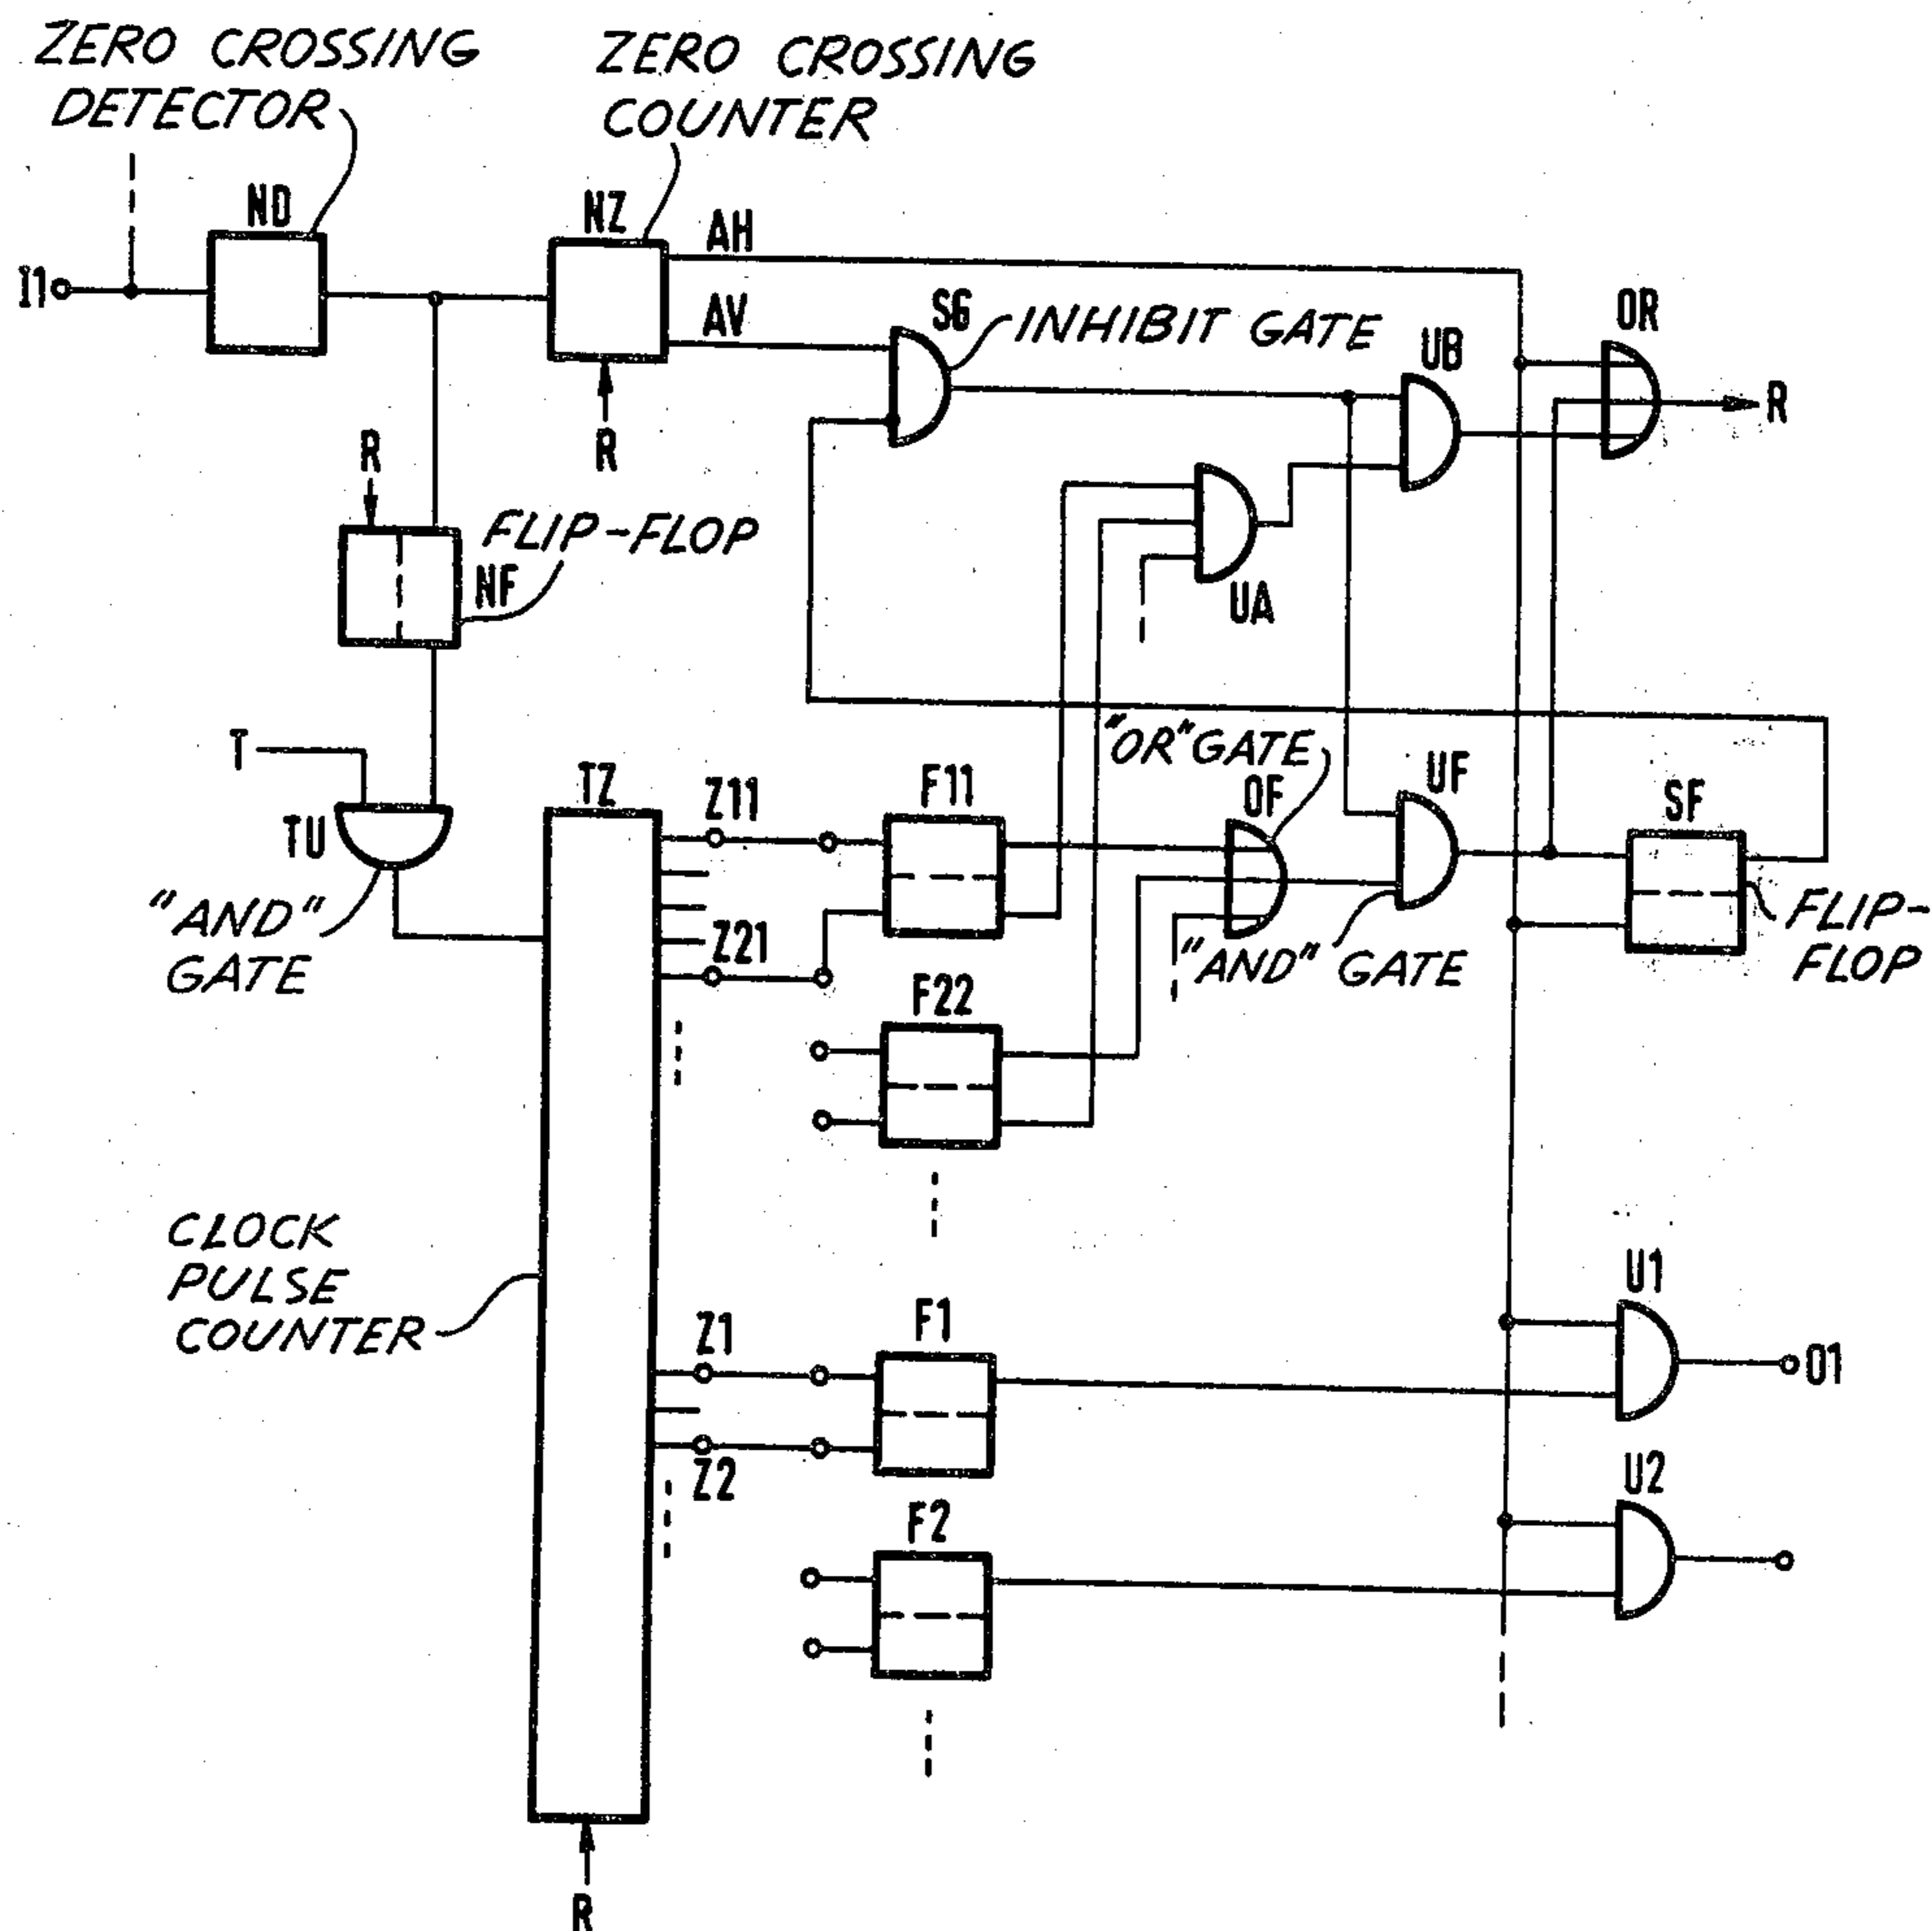 ZERO CROSSING
DETECTOR
ZERO CROSSING
COUNTER
ND
NZ
AH
I1
AV
SG
INHIBIT GATE
UB
OR
R
R
R
FLIP-FLOP
NF
UA
T
TU
"AND"
GATE
TZ
Z11
F11
"OR" GATE
OF
UF
SF
Z21
"AND" GATE
FLIP-
FLOP
F22
CLOCK
PULSE
COUNTER
Z1
F1
U1
O1
Z2
F2
U2
R